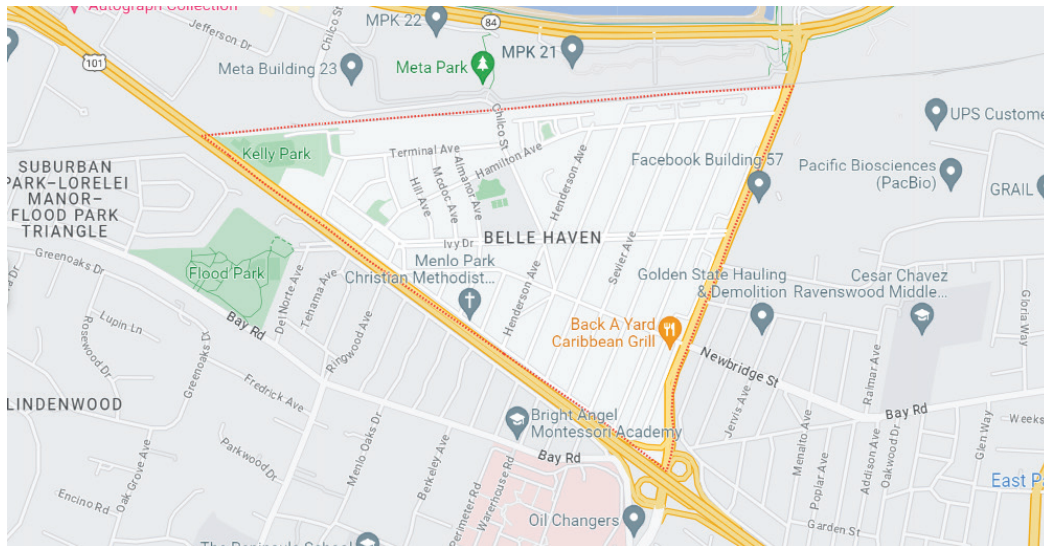 Autograph Collection
Jefferson Dr
Chilco St
MPK 22
84
MPK 21
101
Meta Building 23
Meta Park
Chilco St
UPS Custome
Kelly Park
Terminal Ave
Hamilton Ave
Henderson Ave
Facebook Building 57
Pacific Biosciences
(PacBio)
GRAIL
SUBURBAN
PARK–LORELEI
MANOR–
FLOOD PARK
TRIANGLE
Hill Ave
Mcdoc Ave
Almanor Ave
Greenoaks Dr
Flood Park
Ivy Dr
BELLE HAVEN
Sevier Ave
Menlo Park
Christian Methodist...
Golden State Hauling
& Demolition
Cesar Chavez
Ravenswood Middle...
Gloria Way
Del Norte Ave
Tehama Ave
Ringwood Ave
Henderson Ave
Bay Rd
Rosewood Dr
Lupin Ln
Greenoaks Dr
Back A Yard
Caribbean Grill
Newbridge St
Ralmar Ave
Fredrick Ave
LINDENWOOD
Bright Angel
Montessori Academy
Jervis Ave
Bay Rd
Weeks
Menlo Oaks Dr
Parkwood Dr
Berkeley Ave
Bay Rd
Menalto Ave
Poplar Ave
Addison Ave
Oakwood Dr
Glen Way
Oak Grove Ave
Encino Rd
Perimeter Rd
Warehouse Rd
East P
Oil Changers
Garden St
The Peninsula School